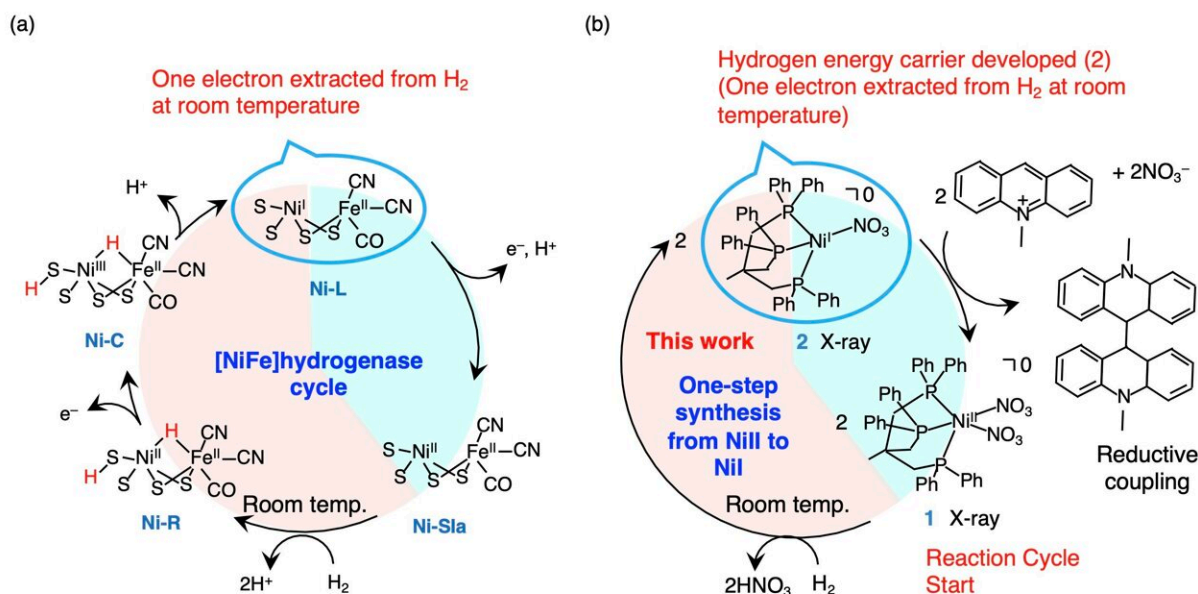 (a)
One electron extracted from H₂
at room temperature
H⁺
CN
S Niᴵ Feᴵᴵ CN
S S S CO
Ni-L
e⁻, H⁺
H CN
S Niᴵᴵᴵ Feᴵᴵ CN
H S S S CO
Ni-C
[NiFe]hydrogenase
cycle
e⁻
H CN
S Niᴵᴵ Feᴵᴵ CN
H S S S CO
Ni-R
CN
S Niᴵᴵ Feᴵᴵ CN
S S S CO
Ni-SIa
Room temp.
2H⁺ H₂
(b)
Hydrogen energy carrier developed (2)
(One electron extracted from H₂ at room
temperature)
2
Ph Ph ⌝0
Ph P
Ph P Niᴵ NO₃
P
Ph Ph
2 X-ray
2 N⁺ + 2NO₃⁻
N
N
Reductive
coupling
This work
One-step
synthesis
from NiII to
NiI
2
Ph Ph ⌝0
Ph P
Ph P Niᴵᴵ NO₃
NO₃
P
Ph Ph
1 X-ray
Room temp.
2HNO₃ H₂
Reaction Cycle
Start